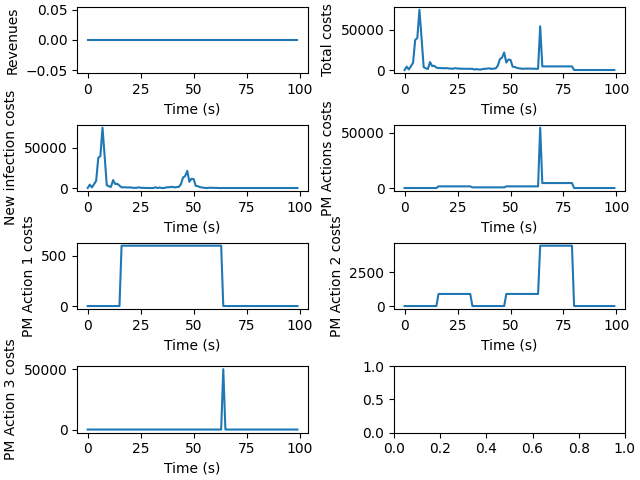 Revenues
0.05
0.00
−0.05
0 25 50 75 100
Time (s)
Total costs
50000
0
0 25 50 75 100
Time (s)
New infection costs
50000
0
0 25 50 75 100
Time (s)
PM Actions costs
50000
0
0 25 50 75 100
Time (s)
PM Action 1 costs
500
0
0 25 50 75 100
Time (s)
PM Action 2 costs
2500
0
0 25 50 75 100
Time (s)
PM Action 3 costs
50000
0
0 25 50 75 100
Time (s)
1.0
0.5
0.0
0.0 0.2 0.4 0.6 0.8 1.0